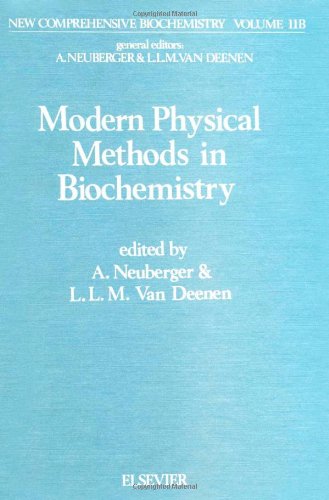 NEW COMPREHENSIVE BIOCHEMISTRY VOLUME 11B
general editors:
A.NEUBERGER & L.L.M.VAN DEENEN
Modern Physical
Methods in
Biochemistry
edited by
A. Neuberger &
L. L. M. Van Deenen
ELSEVIER